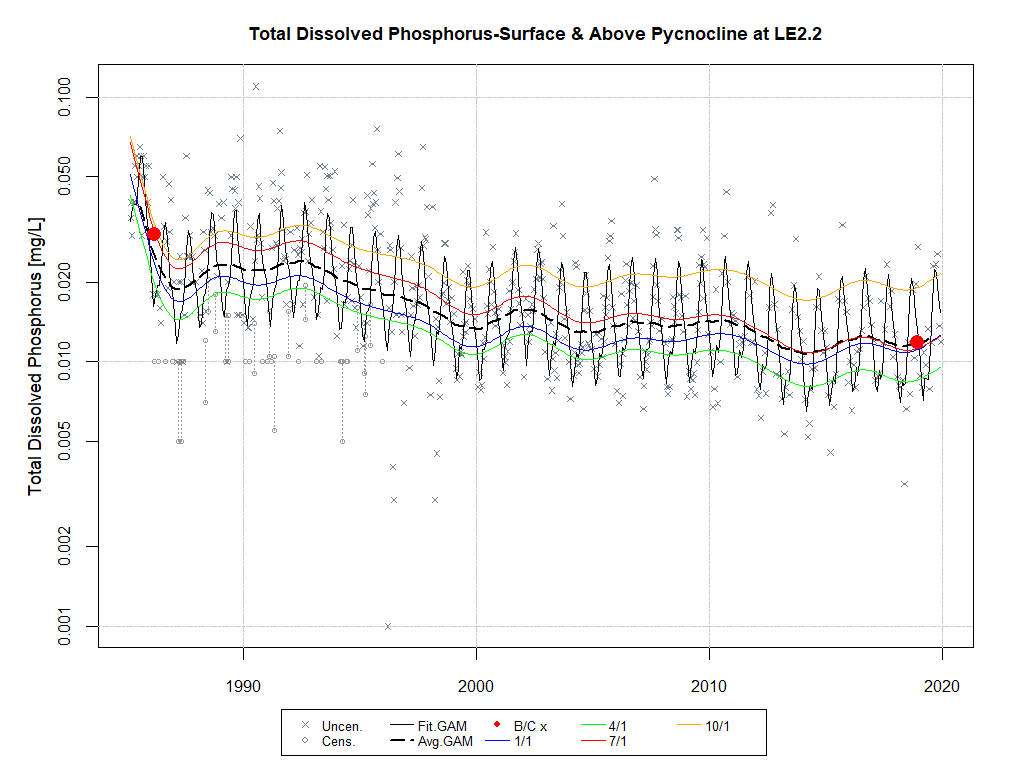 Total Dissolved Phosphorus-Surface & Above Pycnocline at LE2.2
Total Dissolved Phosphorus [mg/L]
0.100
0.050
0.020
0.010
0.005
0.002
0.001
1990 2000 2010 2020
Uncen. Fit.GAM B/C x 4/1 10/1
Cens. Avg.GAM 1/1 7/1